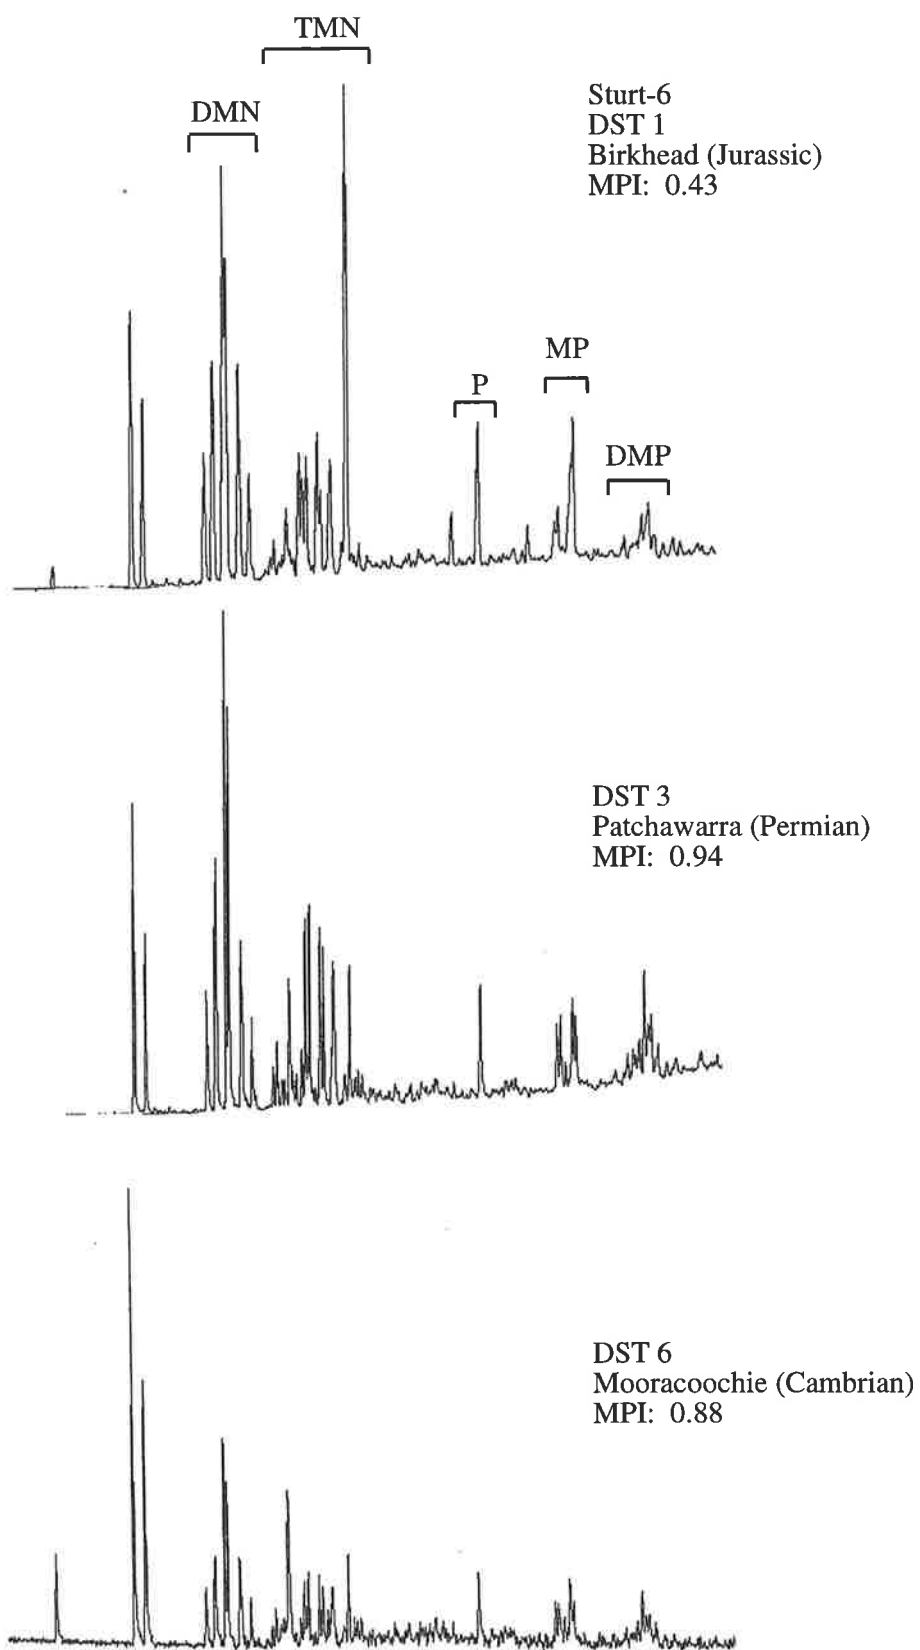 TMN
DMN
Sturt-6
DST 1
Birkhead (Jurassic)
MPI: 0.43
MP
P
DMP
DST 3
Patchawarra (Permian)
MPI: 0.94
DST 6
Mooracoochie (Cambrian)
MPI: 0.88